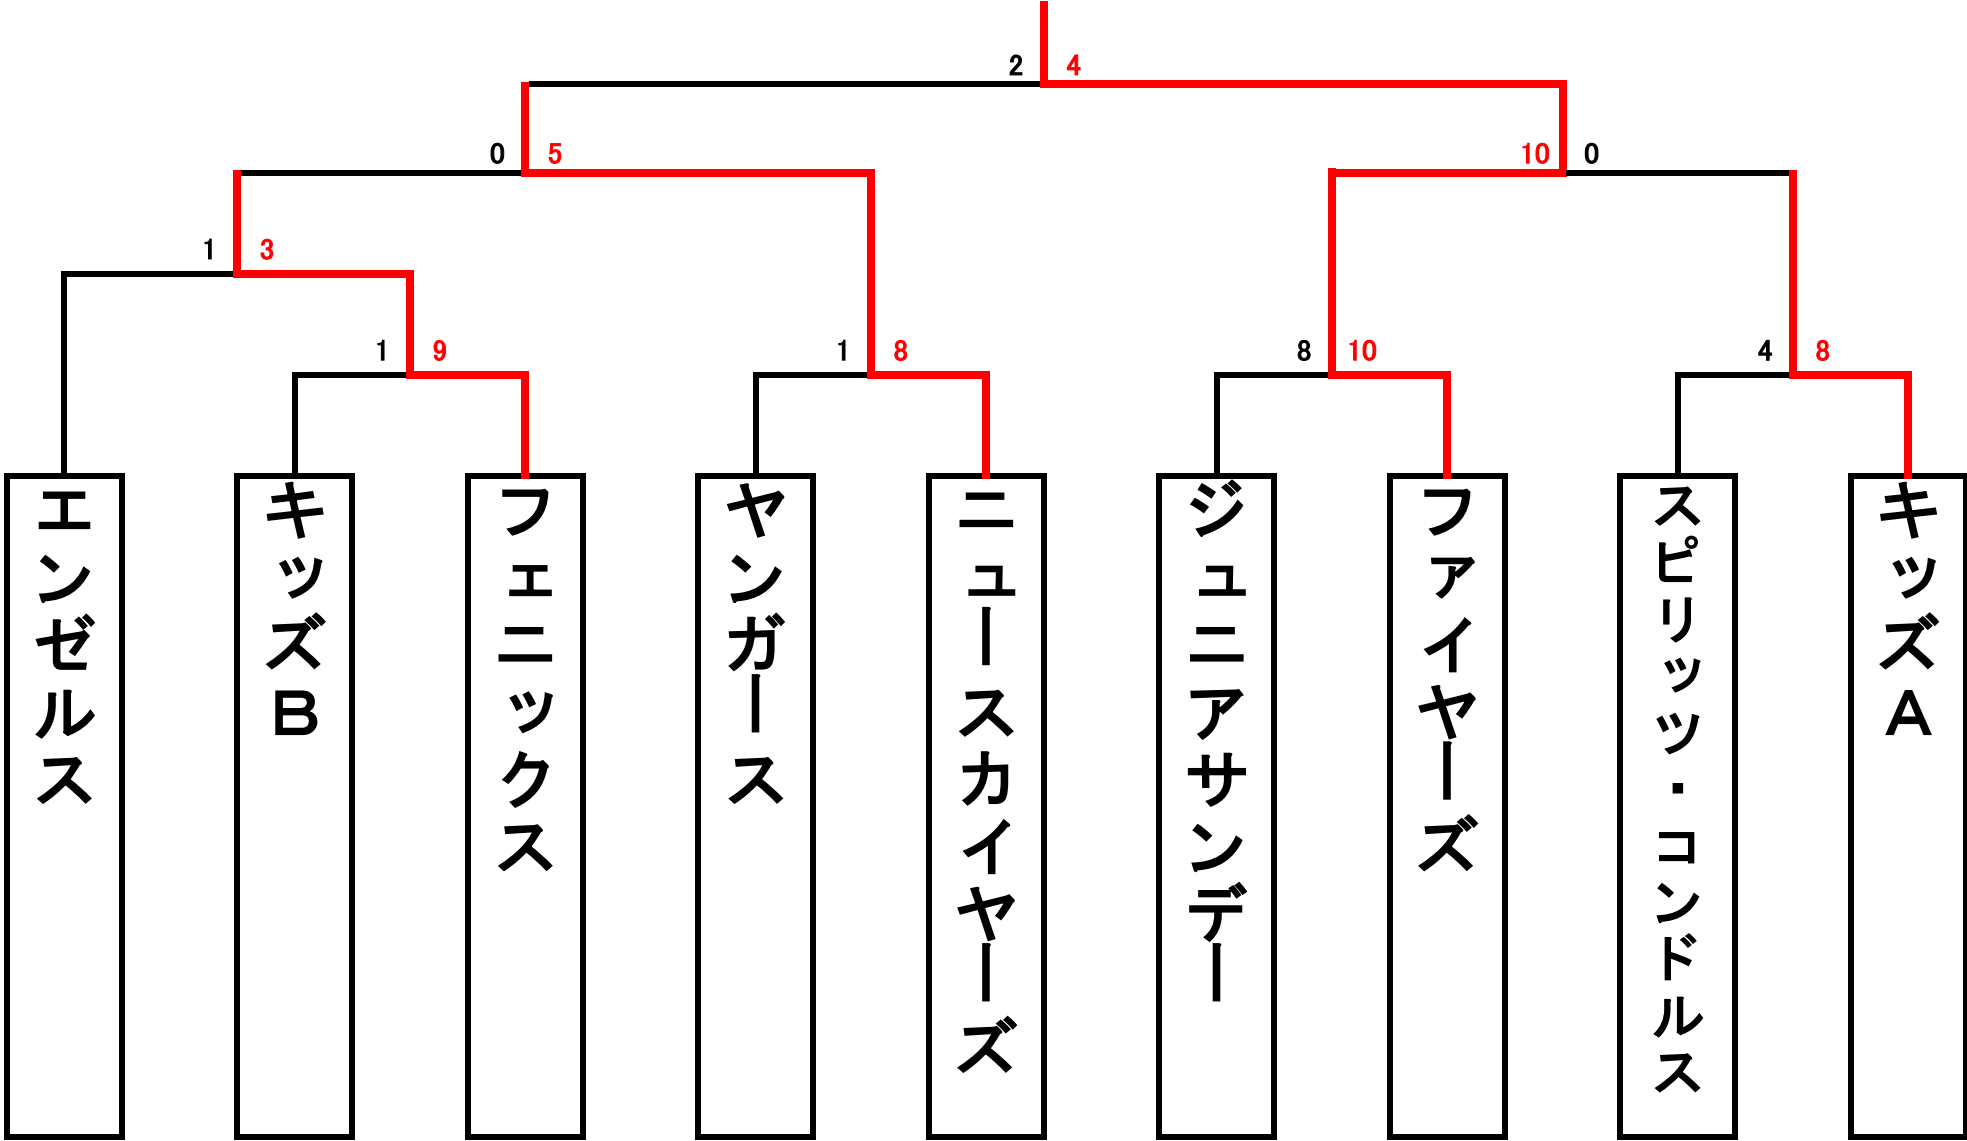 2 4
0 5
10 0
1 3
1 9
1 8
8 10
4 8
エンゼルス
キッズB
フェニックス
ヤンガース
ニュースカイヤーズ
ジュニアサンデー
ファイヤーズ
スピリッツ・コンドルス
キッズA